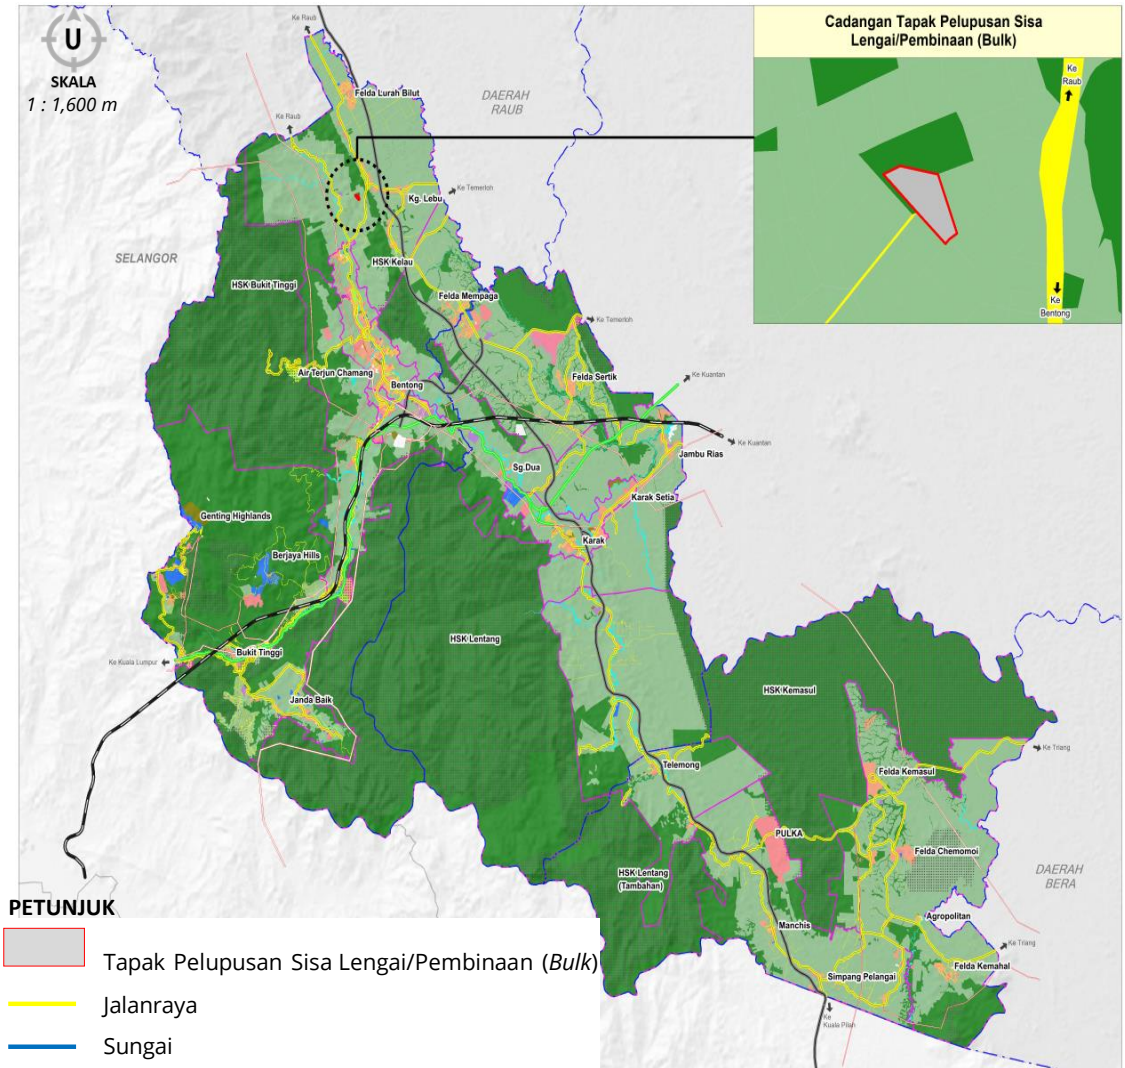 U
SKALA
1 : 1,600 m
Cadangan Tapak Pelupusan Sisa
Lengai/Pembinaan (Bulk)
Ke
Raub
Ke
Bentong
Ke Raub
Felda Lurah Bilut
DAERAH
RAUB
Ke Raub
Ke Temerloh
Kg. Lebu
SELANGOR
HSK Kelau
HSK Bukit Tinggi
Felda Mempaga
Ke Temerloh
Air Terjun Chamang
Felda Sertik
Ke Kuantan
Bentong
Ke Kuantan
Jambu Rias
Sg.Dua
Karak Setia
Genting Highlands
Karak
Berjaya Hills
HSK Lentang
Bukit Tinggi
Ke Kuala Lumpur
HSK Kemasul
Janda Baik
Ke Triang
Telemong
Felda Kemasul
PULKA
Felda Chemomoi
DAERAH
BERA
HSK Lentang
(Tambahan)
Agropolitan
Manchis
Ke Triang
Felda Kemahal
Simpang Pelangai
Ke
Kuala Pilah
PETUNJUK
Tapak Pelupusan Sisa Lengai/Pembinaan (Bulk)
Jalanraya
Sungai